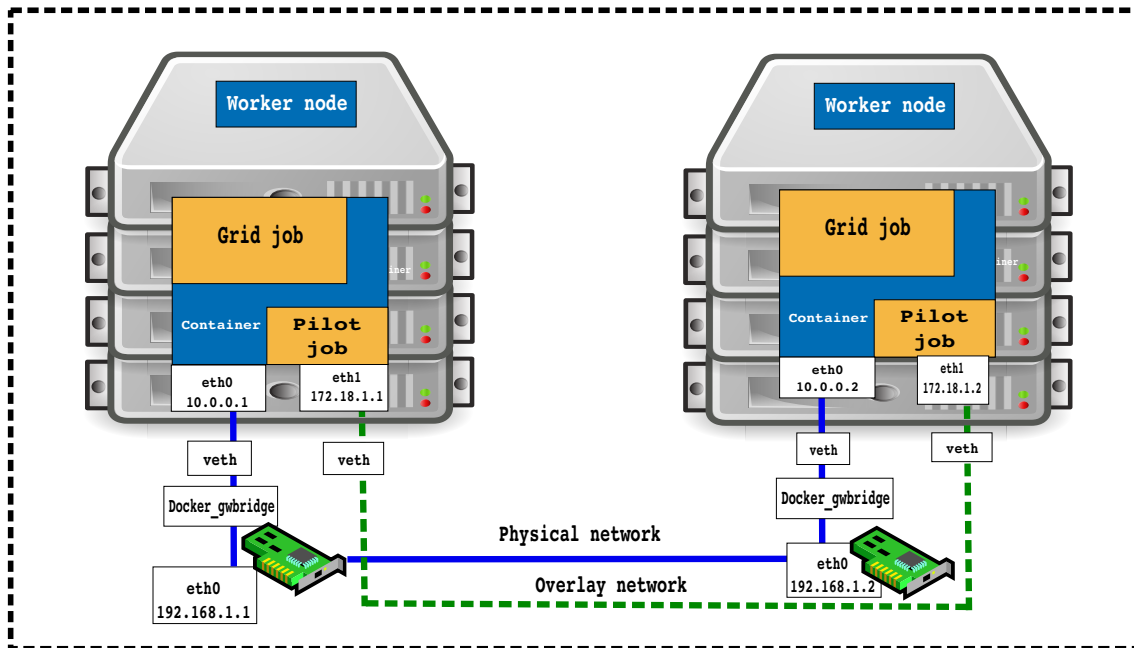 Worker node
Worker node
Grid job
Grid job
iner
iner
Container
Pilot
job
Container
Pilot
job
eth0
10.0.0.1
eth1
172.18.1.1
eth0
10.0.0.2
eth1
172.18.1.2
veth
veth
veth
veth
Docker_gwbridge
Docker_gwbridge
Physical network
eth0
192.168.1.1
Overlay network
eth0
192.168.1.2